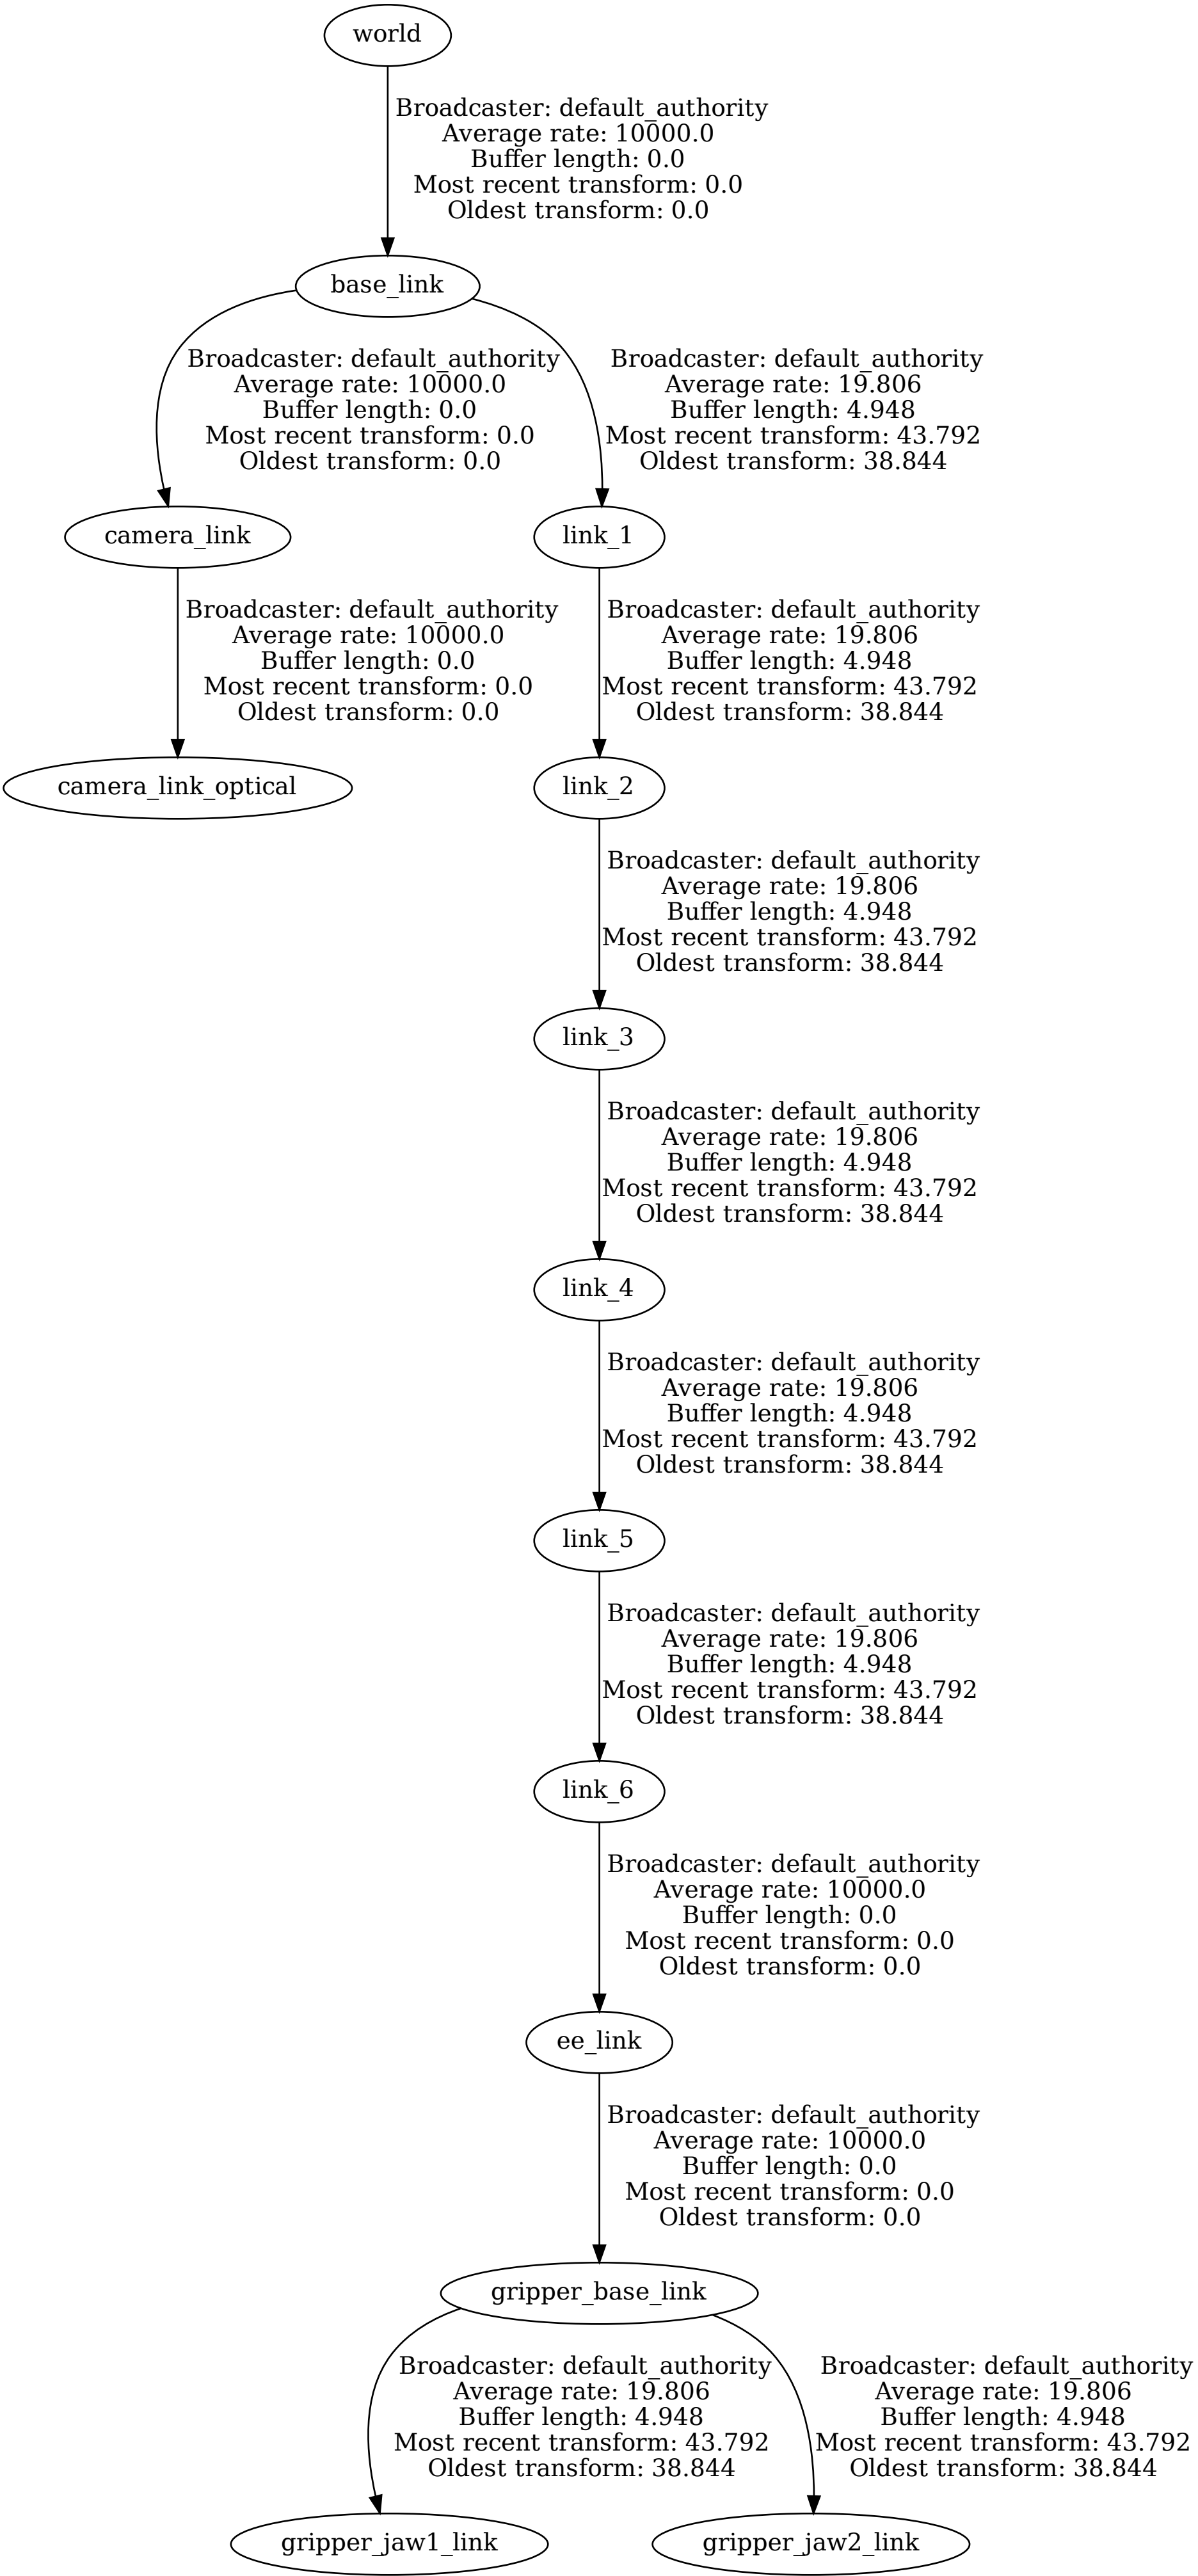 world
Broadcaster: default_authority
Average rate: 10000.0
Buffer length: 0.0
Most recent transform: 0.0
Oldest transform: 0.0
base_link
Broadcaster: default_authority
Average rate: 10000.0
Buffer length: 0.0
Most recent transform: 0.0
Oldest transform: 0.0
Broadcaster: default_authority
Average rate: 19.806
Buffer length: 4.948
Most recent transform: 43.792
Oldest transform: 38.844
camera_link
link_1
Broadcaster: default_authority
Average rate: 10000.0
Buffer length: 0.0
Most recent transform: 0.0
Oldest transform: 0.0
Broadcaster: default_authority
Average rate: 19.806
Buffer length: 4.948
Most recent transform: 43.792
Oldest transform: 38.844
camera_link_optical
link_2
Broadcaster: default_authority
Average rate: 19.806
Buffer length: 4.948
Most recent transform: 43.792
Oldest transform: 38.844
link_3
Broadcaster: default_authority
Average rate: 19.806
Buffer length: 4.948
Most recent transform: 43.792
Oldest transform: 38.844
link_4
Broadcaster: default_authority
Average rate: 19.806
Buffer length: 4.948
Most recent transform: 43.792
Oldest transform: 38.844
link_5
Broadcaster: default_authority
Average rate: 19.806
Buffer length: 4.948
Most recent transform: 43.792
Oldest transform: 38.844
link_6
Broadcaster: default_authority
Average rate: 10000.0
Buffer length: 0.0
Most recent transform: 0.0
Oldest transform: 0.0
ee_link
Broadcaster: default_authority
Average rate: 10000.0
Buffer length: 0.0
Most recent transform: 0.0
Oldest transform: 0.0
gripper_base_link
Broadcaster: default_authority
Average rate: 19.806
Buffer length: 4.948
Most recent transform: 43.792
Oldest transform: 38.844
Broadcaster: default_authority
Average rate: 19.806
Buffer length: 4.948
Most recent transform: 43.792
Oldest transform: 38.844
gripper_jaw1_link
gripper_jaw2_link